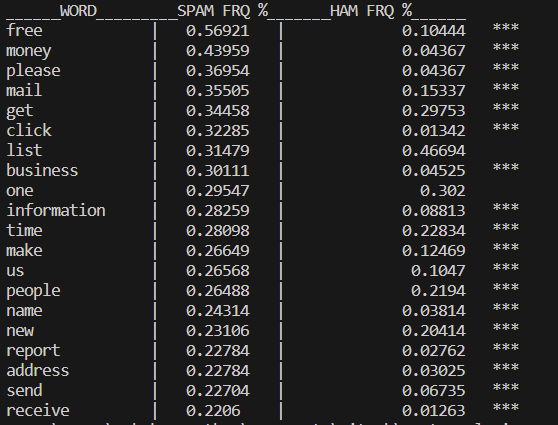 ______WORD_________SPAM FRQ %_______HAM FRQ %______
free | 0.56921 | 0.10444 ***
money | 0.43959 | 0.04367 ***
please | 0.36954 | 0.04367 ***
mail | 0.35505 | 0.15337 ***
get | 0.34458 | 0.29753 ***
click | 0.32285 | 0.01342 ***
list | 0.31479 | 0.46694
business | 0.30111 | 0.04525 ***
one | 0.29547 | 0.302
information | 0.28259 | 0.08813 ***
time | 0.28098 | 0.22834 ***
make | 0.26649 | 0.12469 ***
us | 0.26568 | 0.1047 ***
people | 0.26488 | 0.2194 ***
name | 0.24314 | 0.03814 ***
new | 0.23106 | 0.20414 ***
report | 0.22784 | 0.02762 ***
address | 0.22784 | 0.03025 ***
send | 0.22704 | 0.06735 ***
receive | 0.2206 | 0.01263 ***